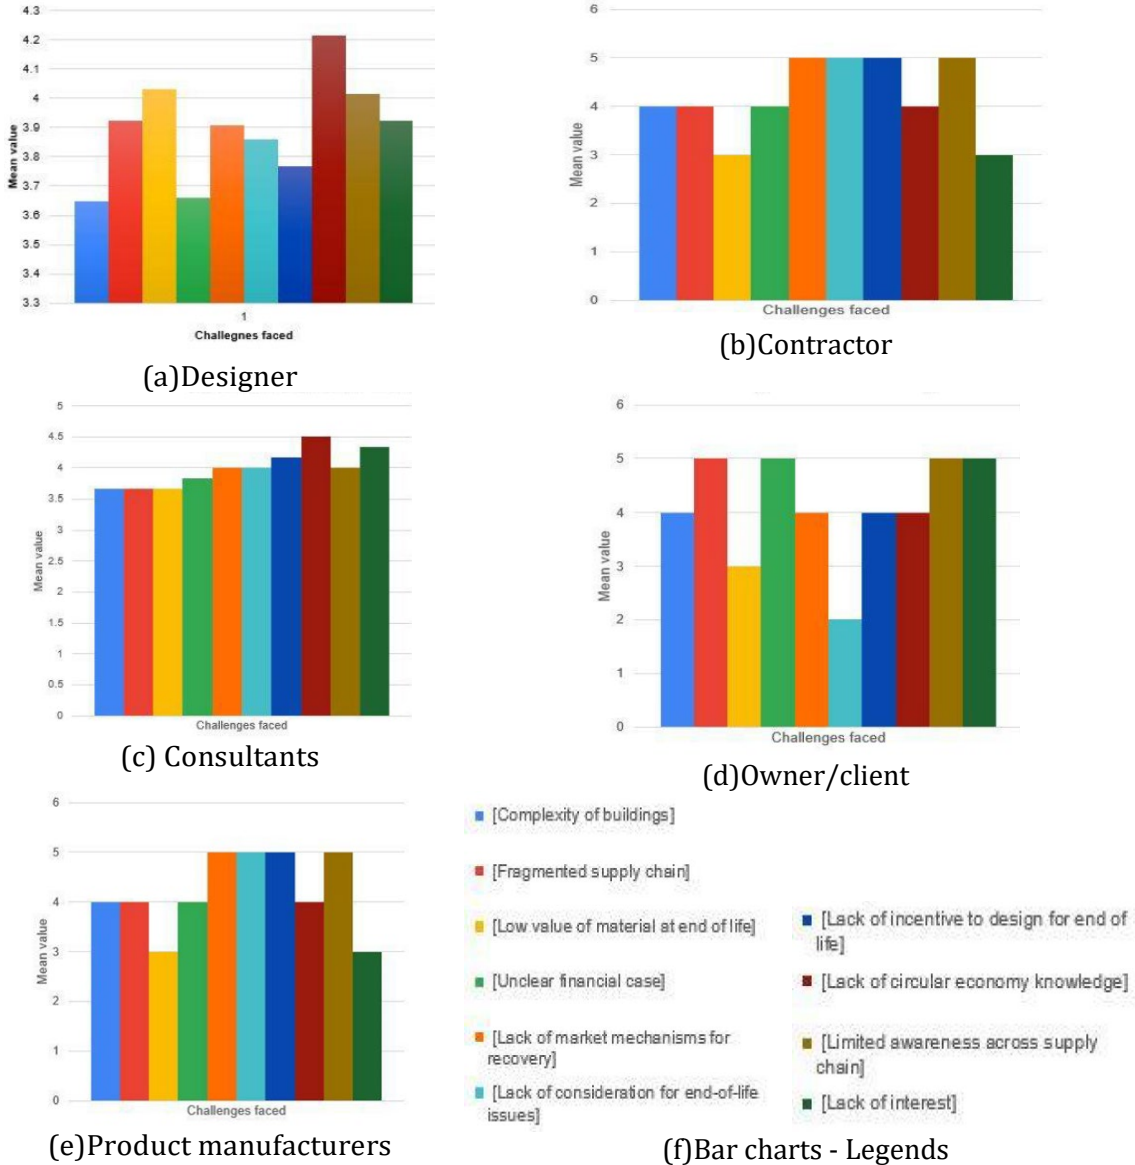 4.3
4.2
4.1
4
3.9
3.8
3.7
3.6
3.5
3.4
3.3
Mean value
1
Challegnes faced
(a)Designer
6
5
4
3
2
1
0
Mean value
Challenges faced
(b)Contractor
5
4.5
4
3.5
3
2.5
2
1.5
1
0.5
0
Mean value
Challenges faced
(c) Consultants
6
5
4
3
2
1
0
Mean value
Challenges faced
(d)Owner/client
6
5
4
3
2
1
0
Mean value
Challenges faced
(e)Product manufacturers
[Complexity of buildings]
[Fragmented supply chain]
[Low value of material at end of life]
[Unclear financial case]
[Lack of market mechanisms for
recovery]
[Lack of consideration for end-of-life
issues]
[Lack of incentive to design for end of
life]
[Lack of circular economy knowledge]
[Limited awareness across supply
chain]
[Lack of interest]
(f)Bar charts - Legends